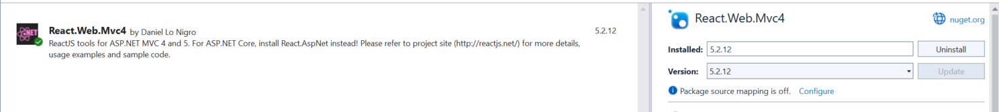 .NET
React.Web.Mvc4 by Daniel Lo Nigro
5.2.12
ReactJS tools for ASP.NET MVC 4 and 5. For ASP.NET Core, install React.AspNet instead! Please refer to project site (http://reactjs.net/) for more details,
usage examples and sample code.
React.Web.Mvc4
nuget.org
Installed: 5.2.12
Uninstall
Version: 5.2.12
Update
Package source mapping is off. Configure